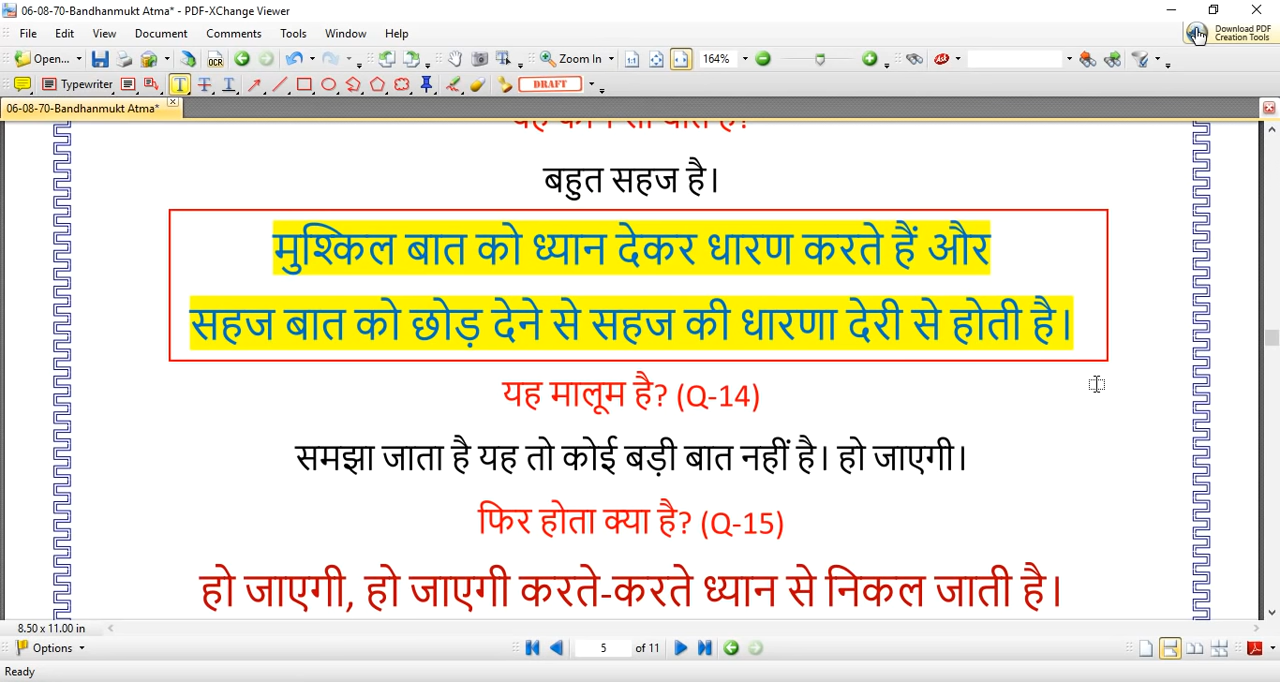 06-08-70-Bandhanmukt Atma* - PDF-XChange Viewer
File Edit View Document Comments Tools Window Help
Download PDF
Creation Tools
Open... OCR Zoom In 164%
Typewriter DRAFT
06-08-70-Bandhanmukt Atma*
बहुत सहज है।
मुश्किल बात को ध्यान देकर धारण करते हैं और
सहज बात को छोड़ देने से सहज की धारणा देरी से होती है।
यह मालूम है? (Q-14)
समझा जाता है यह तो कोई बड़ी बात नहीं है। हो जाएगी।
फिर होता क्या है? (Q-15)
हो जाएगी, हो जाएगी करते-करते ध्यान से निकल जाती है।
8.50 x 11.00 in
Options 5 of 11
Ready